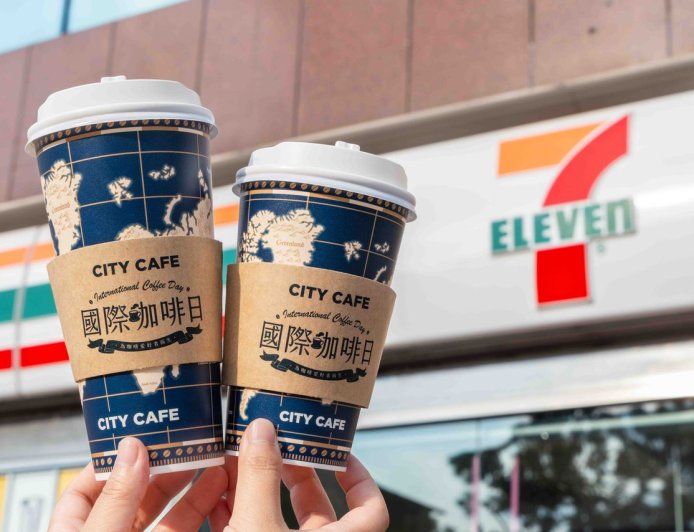 CITY CAFE
International Coffee Day
國際咖啡日
CITY CAFE
Greenland
CITY CAFE
International Coffee Day
國際咖啡日
CITY CAFE
7
ELEVEN